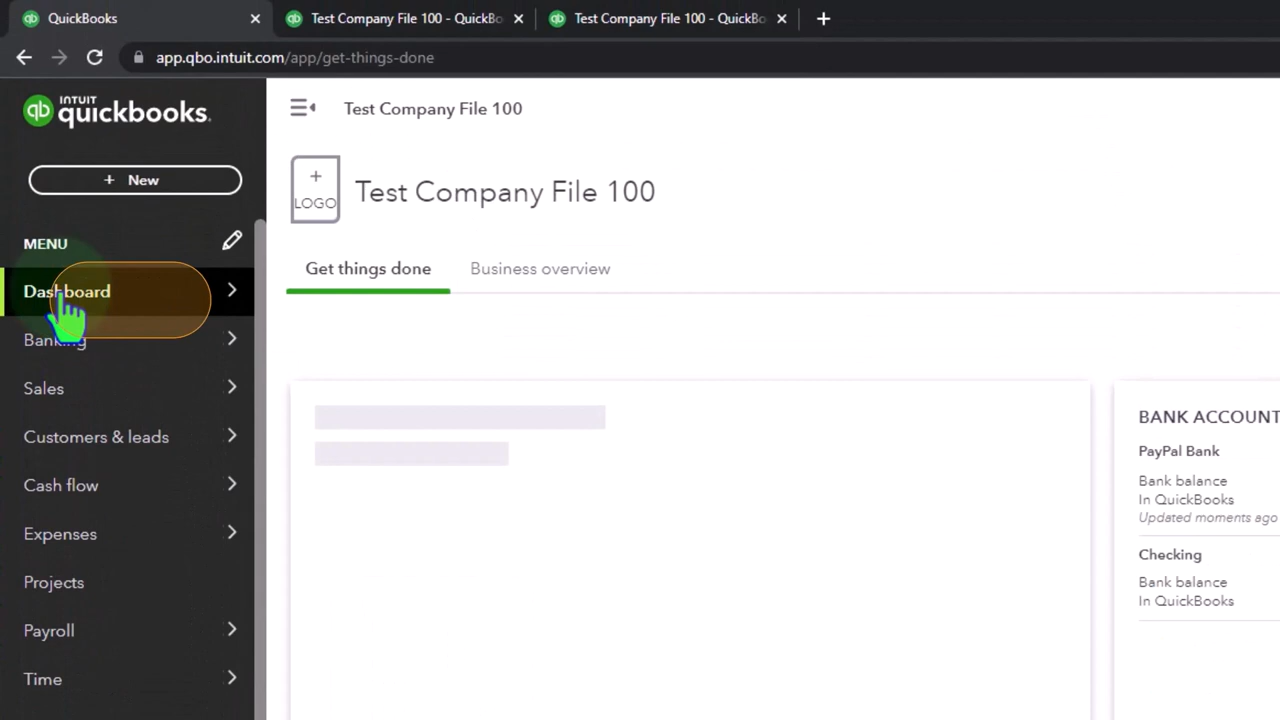 QuickBooks
Test Company File 100 - QuickBo
Test Company File 100 - QuickBo
app.qbo.intuit.com/app/get-things-done
INTUIT
quickbooks.
Test Company File 100
+ New
+
LOGO
Test Company File 100
MENU
Get things done
Business overview
Dashboard
Banking
Sales
Customers & leads
Cash flow
Expenses
Projects
Payroll
Time
BANK ACCOUNT
PayPal Bank
Bank balance
In QuickBooks
Updated moments ago
Checking
Bank balance
In QuickBooks